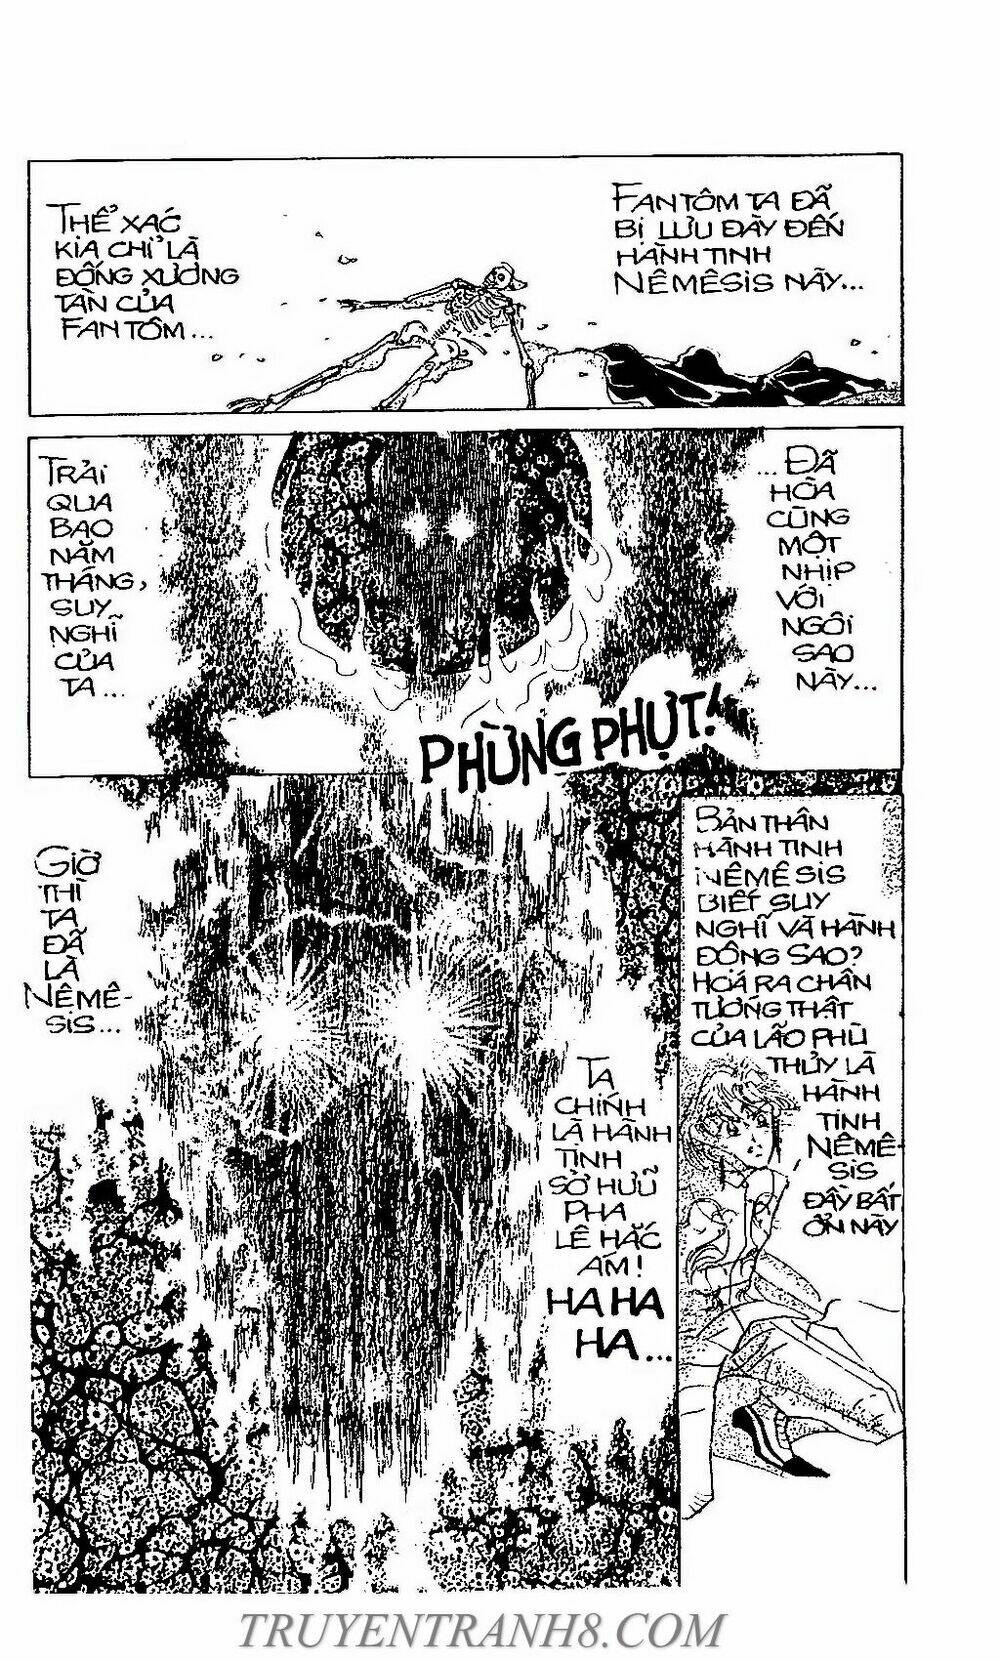 THỂ XÁC
KIA CHỈ LÀ
ĐỐNG XƯƠNG
TÀN CỦA
FANTÔM...
FANTÔM TA ĐÃ
BỊ LƯU ĐÀY ĐẾN
HÀNH TINH
NÊMÊSIS NÀY...
TRẢI
QUA
BAO
NĂM
THÁNG,
SUY
NGHĨ
CỦA
TA...
...ĐÃ
HÒA
CÙNG
MỘT
NHỊP
VỚI
NGÔI
SAO
NÀY...
PHỪNG PHỰT!
GIỜ
THÌ
TA
ĐÃ
LÀ
NÊMÊ-
SIS...
TA
CHÍNH
LÀ HÀNH
TINH
SỞ HỮU
PHA
LÊ HẮC
ÁM!
HA HA
HA...
BẢN THÂN
HÀNH TINH
NÊMÊSIS
BIẾT SUY
NGHĨ VÀ HÀNH
ĐỘNG SAO?
HOÁ RA CHÂN
TƯỚNG THẬT
CỦA LÃO PHÙ
THỦY LÀ
HÀNH
TINH
NÊMÊ-
SIS
ĐẦY BẤT
ỔN NÀY
TRUYENTRANH8.COM